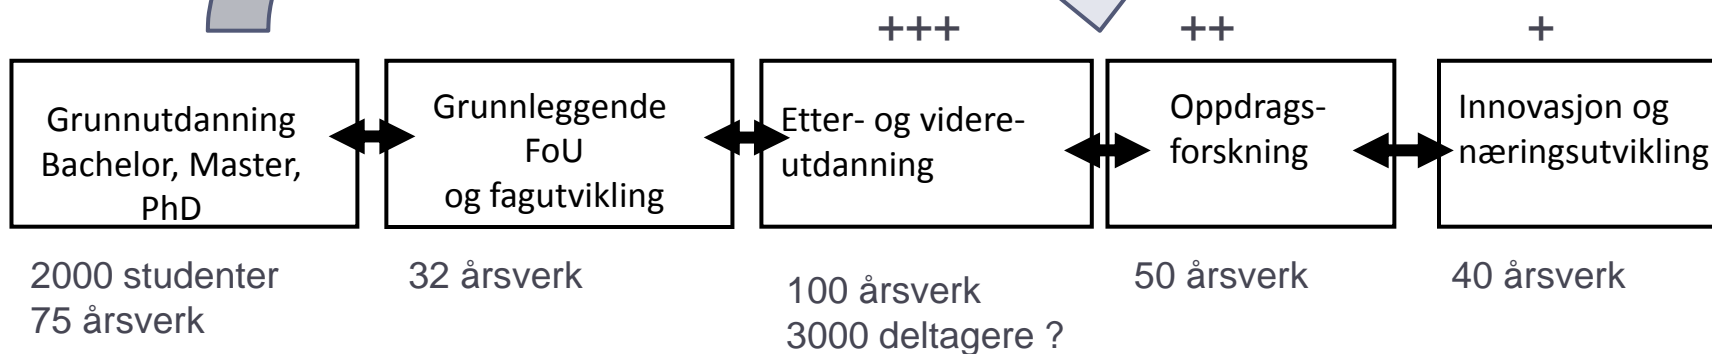 +++
++
+
Grunnutdanning
Bachelor, Master,
PhD
Grunnleggende
FoU
og fagutvikling
Etter- og videre-
utdanning
Oppdrags-
forskning
Innovasjon og
næringsutvikling
2000 studenter
75 årsverk
32 årsverk
100 årsverk
3000 deltagere ?
50 årsverk
40 årsverk